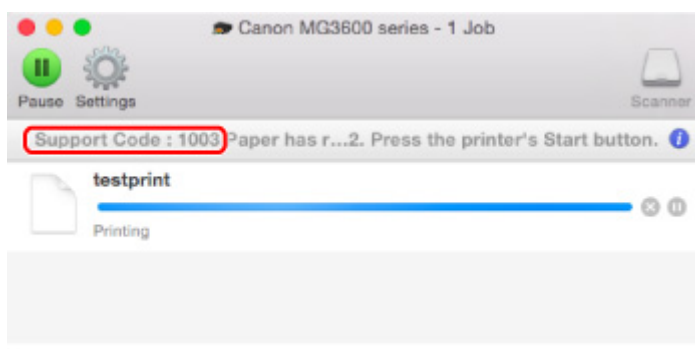 Canon MG3600 series - 1 Job
Pause Settings
Scanner
Support Code : 1003 Paper has r...2. Press the printer's Start button.
testprint
Printing